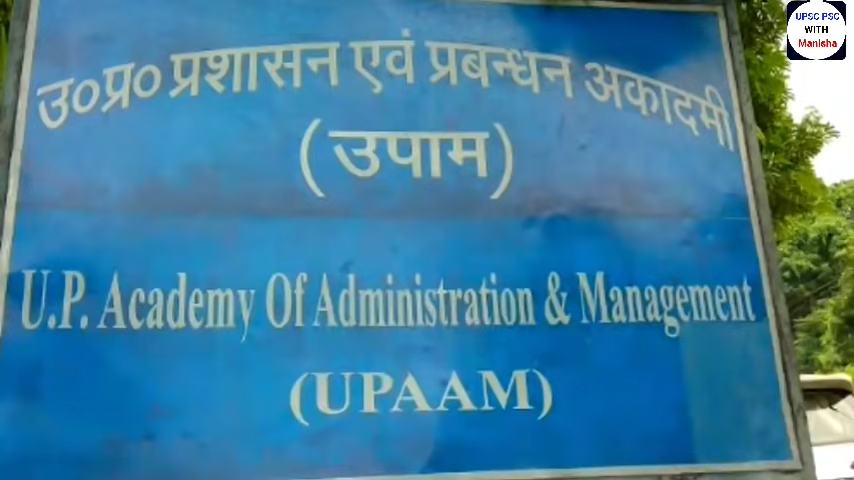 उ०प्र० प्रशासन एवं प्रबन्धन अकादमी
(उपाम)
U.P. Academy Of Administration & Management
(UPAAM)
UPSC PSC
WITH
Manisha